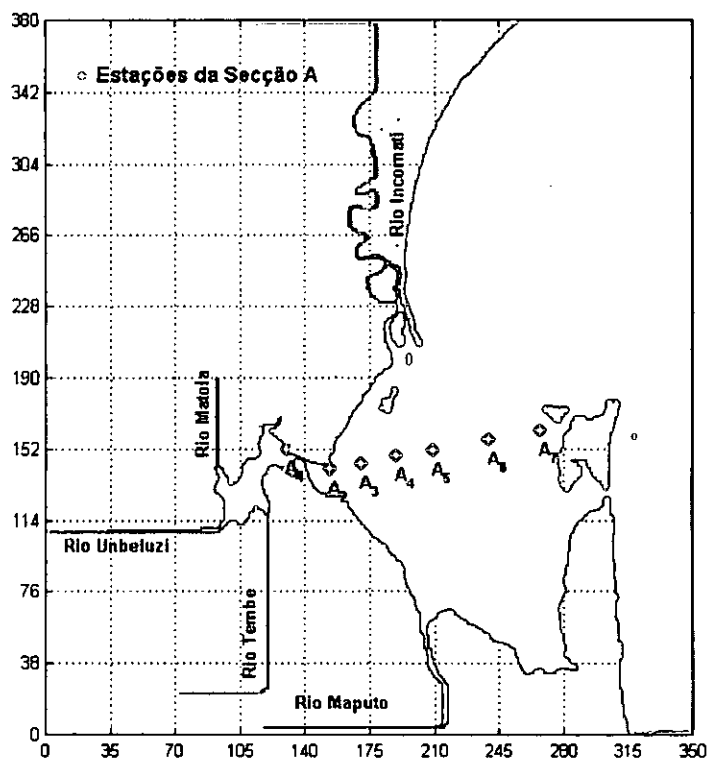 380
Estações da Secção A
342
304
Rio Incomati
266
228
190
Rio Matola
152
A1
A2
A3
A4
A5
A6
A7
114
Rio Unbeluzi
76
Rio Tembe
38
Rio Maputo
0
0 35 70 105 140 175 210 245 280 315 350